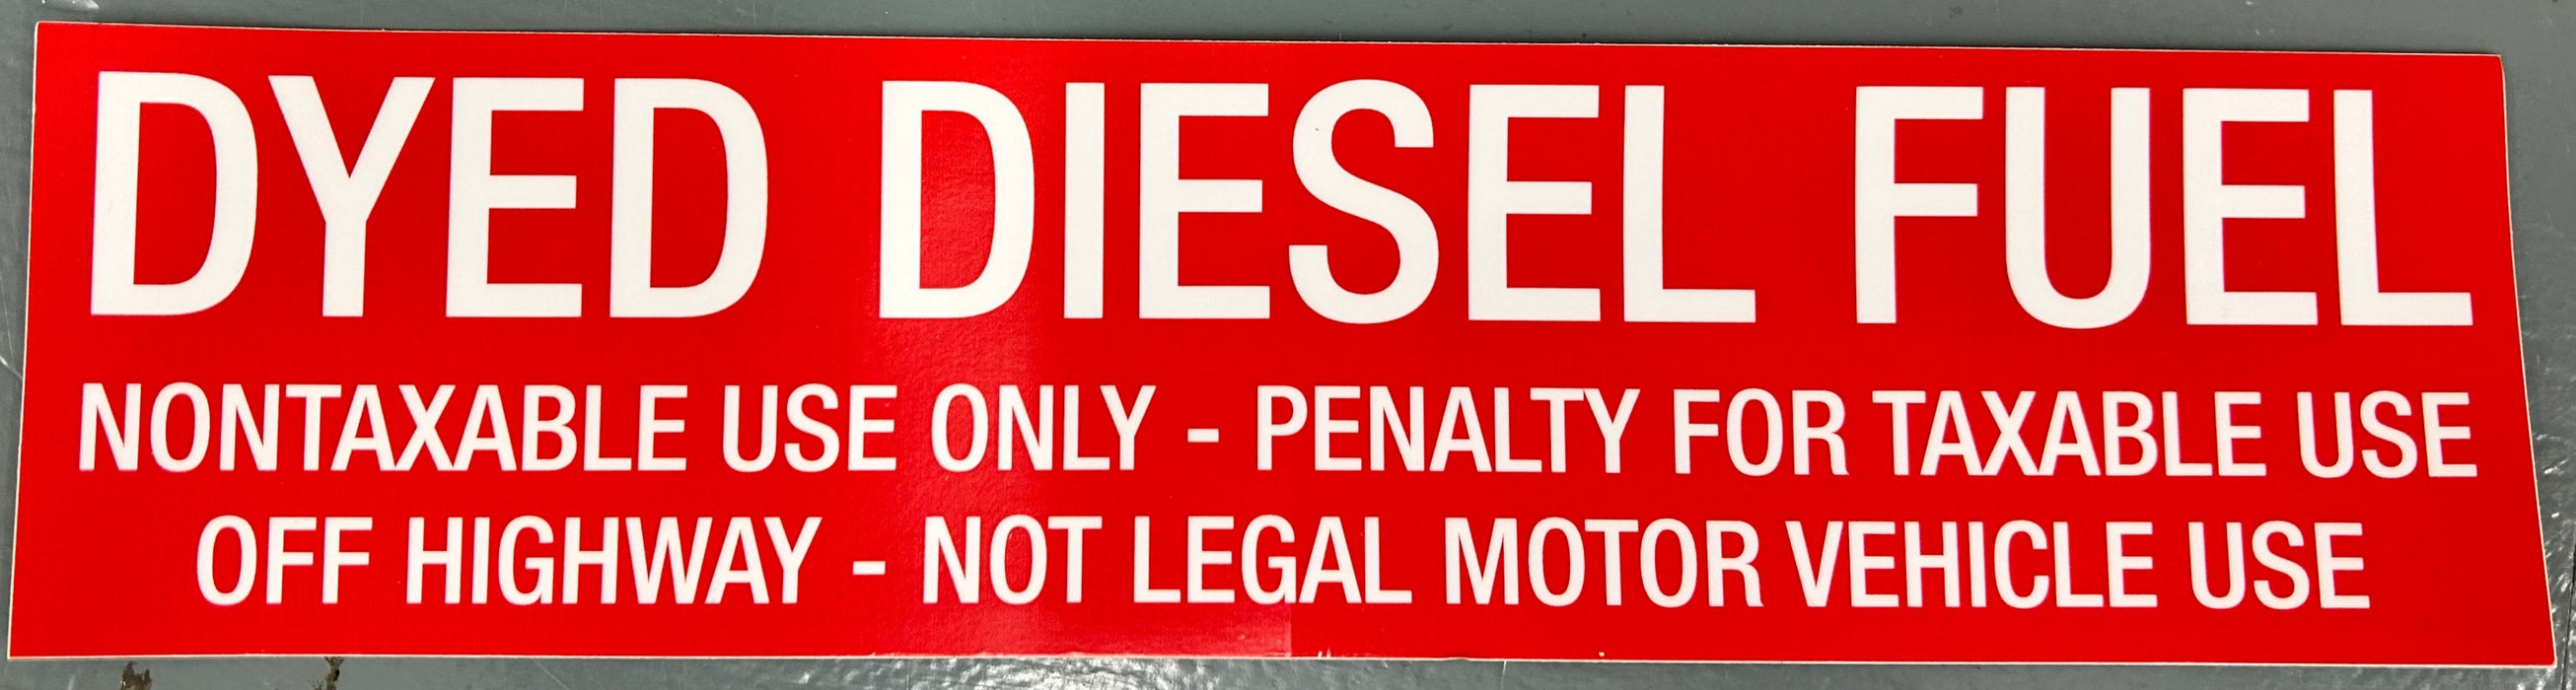 DYED DIESEL FUEL
NONTAXABLE USE ONLY - PENALTY FOR TAXABLE USE
OFF HIGHWAY - NOT LEGAL MOTOR VEHICLE USE